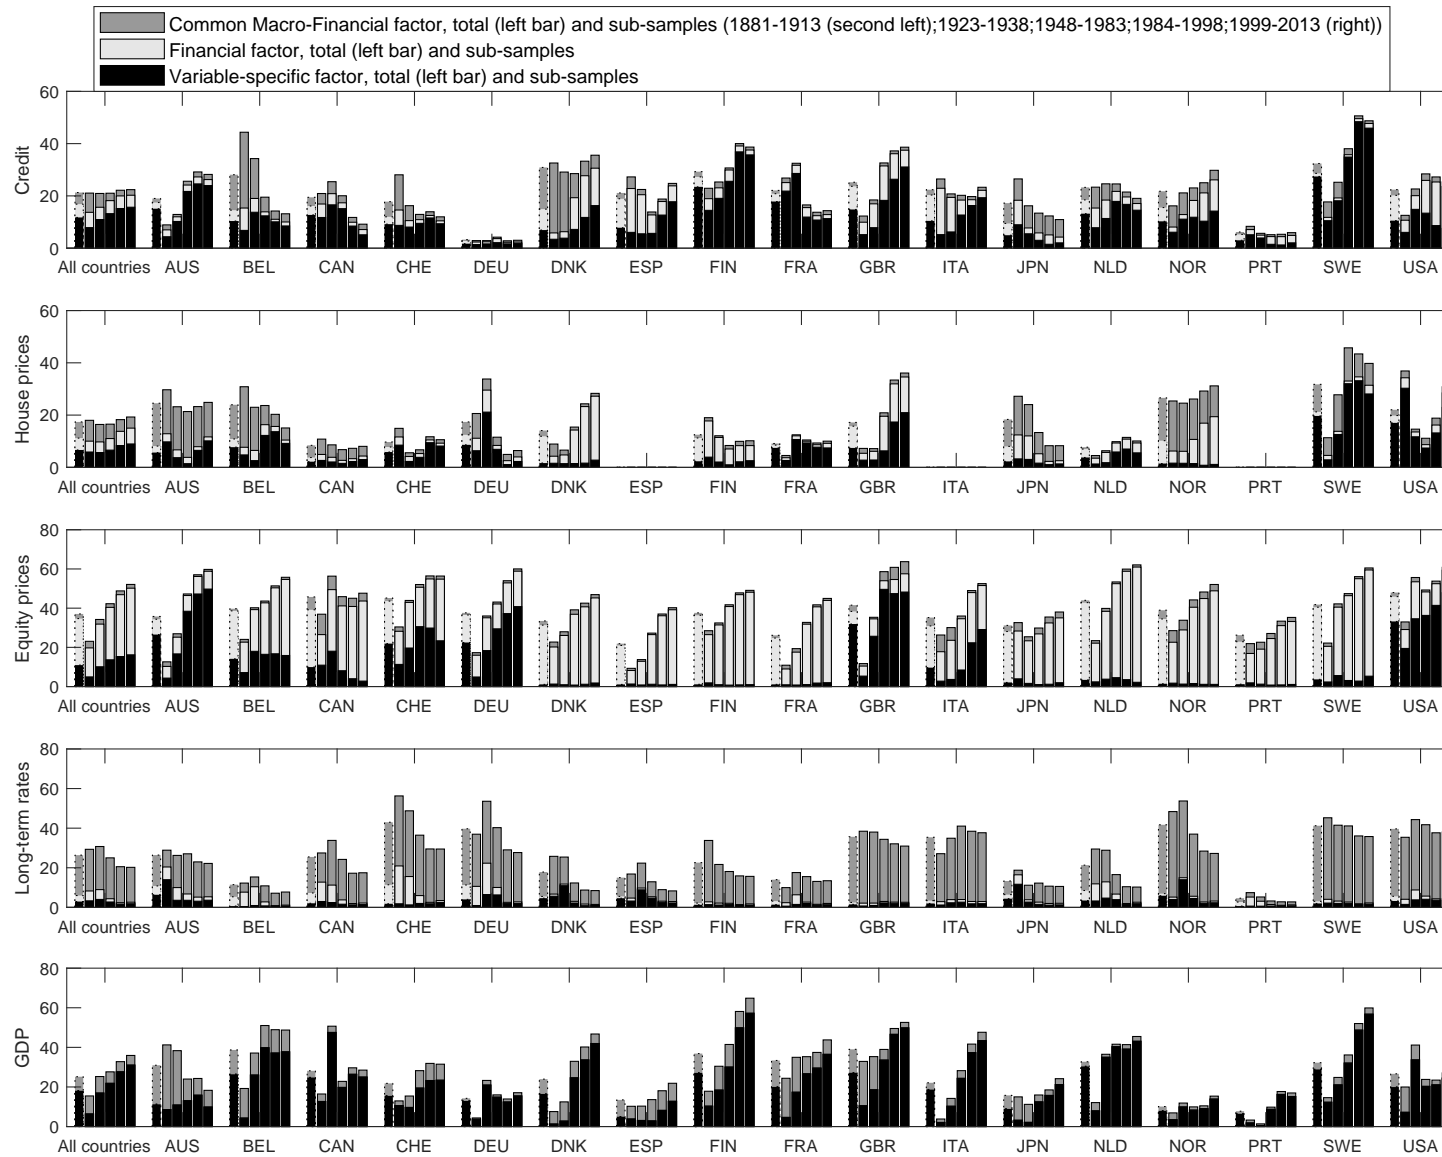 Common Macro-Financial factor, total (left bar) and sub-samples (1881-1913 (second left);1923-1938;1948-1983;1984-1998;1999-2013 (right))
Financial factor, total (left bar) and sub-samples
Variable-specific factor, total (left bar) and sub-samples
Credit
60
40
20
0
All countries AUS BEL CAN CHE DEU DNK ESP FIN FRA GBR ITA JPN NLD NOR PRT SWE USA
House prices
60
40
20
0
All countries AUS BEL CAN CHE DEU DNK ESP FIN FRA GBR ITA JPN NLD NOR PRT SWE USA
Equity prices
80
60
40
20
0
All countries AUS BEL CAN CHE DEU DNK ESP FIN FRA GBR ITA JPN NLD NOR PRT SWE USA
Long-term rates
80
60
40
20
0
All countries AUS BEL CAN CHE DEU DNK ESP FIN FRA GBR ITA JPN NLD NOR PRT SWE USA
GDP
80
60
40
20
0
All countries AUS BEL CAN CHE DEU DNK ESP FIN FRA GBR ITA JPN NLD NOR PRT SWE USA